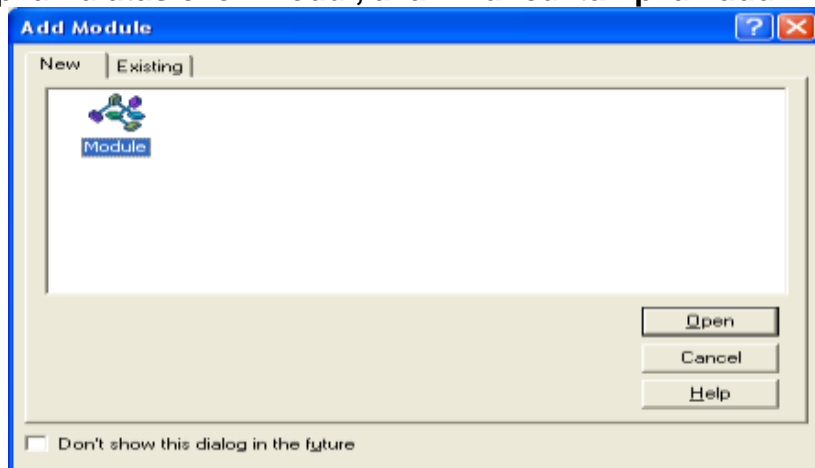 Add Module
New Existing
Module
Open
Cancel
Help
Don't show this dialog in the future